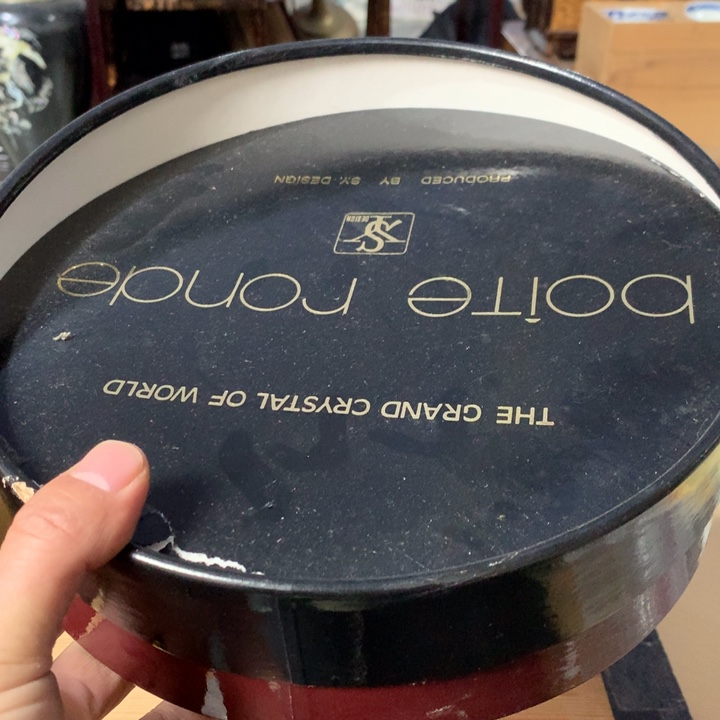 THE GRAND CRYSTAL OF WORLD
boîte ronde
SY
DESIGN
PRODUCED BY SY. DESIGN